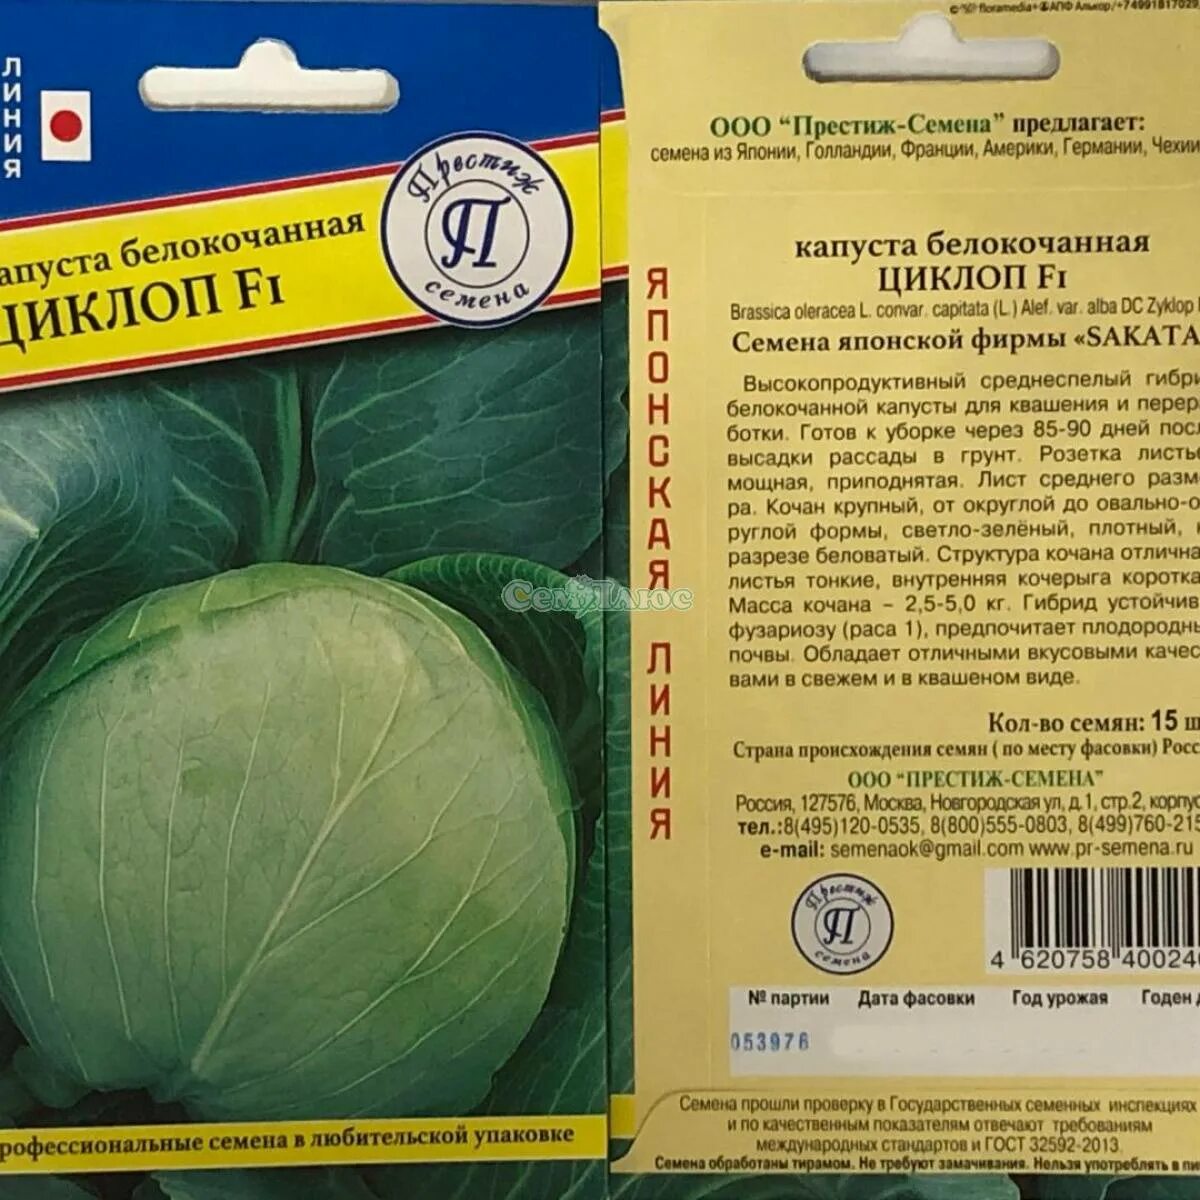 ЛИНИЯ
Престиж
П
семена
апуста белокочанная
ЦИКЛОП F1
СемПлюс
рофессиональные семена в любительской упаковке
ООО "Престиж-Семена" предлагает:
семена из Японии, Голландии, Франции, Америки, Германии, Чехии
ЯПОНСКАЯ ЛИНИЯ
капуста белокочанная
ЦИКЛОП F1
Brassica oleracea L. convar. capitata (L.) Alef. var. alba DC Zyklop
Семена японской фирмы «SAKATA
Высокопродуктивный среднеспелый гибри
белокочанной капусты для квашения и перера
ботки. Готов к уборке через 85-90 дней посл
высадки рассады в грунт. Розетка листье
мощная, приподнятая. Лист среднего разм
ра. Кочан крупный, от округлой до овально-о
руглой формы, светло-зелёный, плотный,
разрезе беловатый. Структура кочана отлична
листья тонкие, внутренняя кочерыга коротка
Масса кочана – 2,5-5,0 кг. Гибрид устойчив
фузариозу (раса 1), предпочитает плодородны
почвы. Обладает отличными вкусовыми качес
вами в свежем и в квашеном виде.
Кол-во семян: 15 ш
Страна происхождения семян ( по месту фасовки) Росс
ООО "ПРЕСТИЖ-СЕМЕНА"
Россия, 127576, Москва, Новгородская ул, д.1, стр.2, корпус
тел.:8(495)120-0535, 8(800)555-0803, 8(499)760-215
e-mail: semenaok@gmail.com www.pr-semena.ru
Престиж
П
семена
4 620758 40024
№ партии Дата фасовки Год урожая Годен
053976
Семена прошли проверку в Государственных семенных инспекциях
и по качественным показателям отвечают требованиям
международных стандартов и ГОСТ 32592-2013.
Семена обработаны тирамом. Не требуют замачивания. Нельзя употреблять в пи